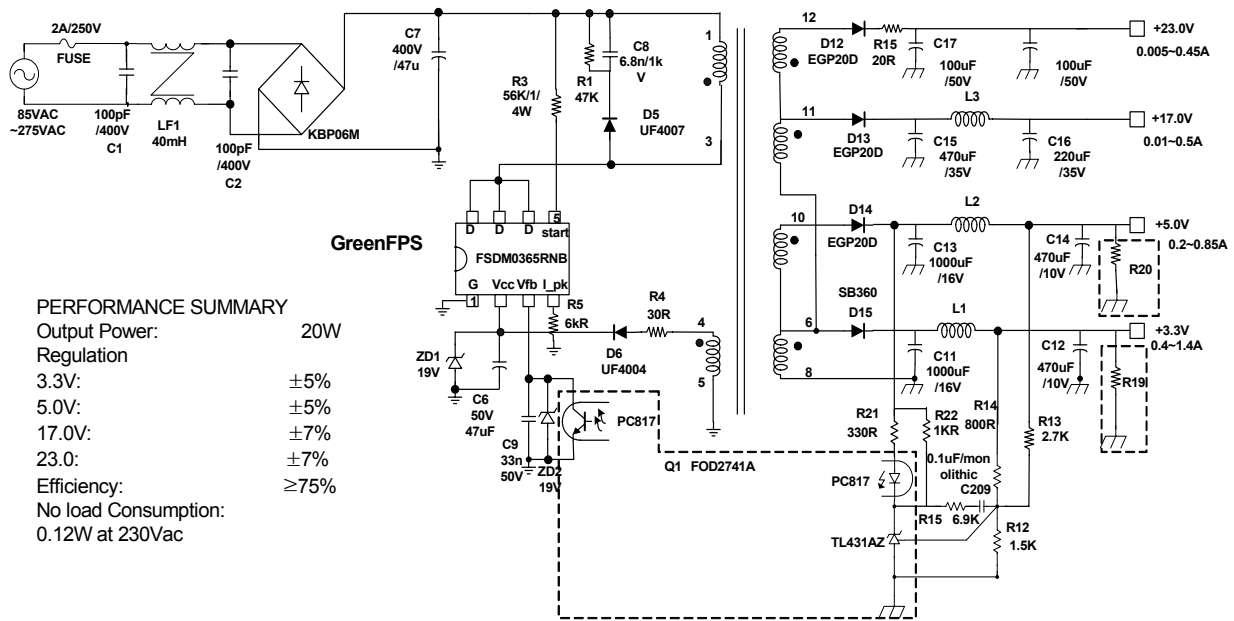 2A/250V
FUSE
85VAC
~275VAC
100pF
/400V
C1
LF1
40mH
100pF
/400V
C2
KBP06M
C7
400V
/47u
R3
56K/1/
4W
R1
47K
C8
6.8n/1k
V
D5
UF4007
1
3
12
D12
EGP20D
R15
20R
C17
100uF
/50V
100uF
/50V
+23.0V
0.005~0.45A
11
D13
EGP20D
C15
470uF
/35V
L3
C16
220uF
/35V
+17.0V
0.01~0.5A
10
D14
EGP20D
C13
1000uF
/16V
L2
C14
470uF
/10V
R20
+5.0V
0.2~0.85A
6
8
SB360
D15
C11
1000uF
/16V
L1
C12
470uF
/10V
R19
+3.3V
0.4~1.4A
GreenFPS
D D D 5
start
FSDM0365RNB
G Vcc Vfb I_pk
1
R5
6kR
R4
30R
D6
UF4004
4
5
ZD1
19V
C6
50V
47uF
C9
33n
50V
ZD2
19V
PC817
Q1 FOD2741A
R21
330R
R22
1KR
R14
800R
R13
2.7K
0.1uF/mon
olithic
C209
PC817
R15 6.9K
TL431AZ
R12
1.5K
PERFORMANCE SUMMARY
Output Power: 20W
Regulation
3.3V: ±5%
5.0V: ±5%
17.0V: ±7%
23.0: ±7%
Efficiency: ≥75%
No load Consumption:
0.12W at 230Vac